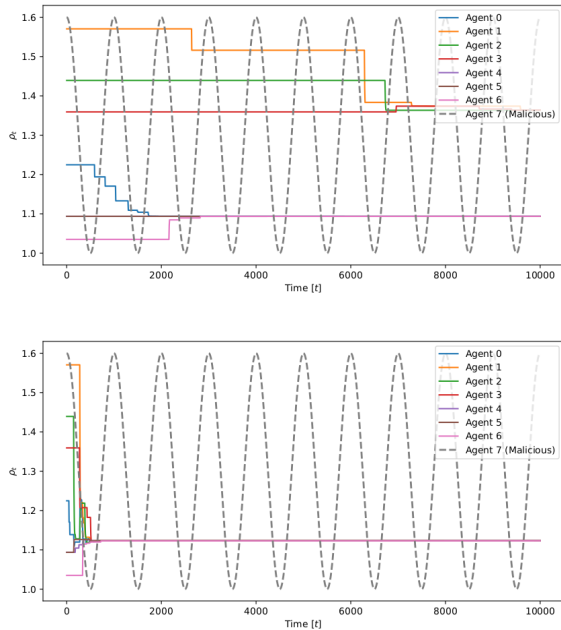 1.6
1.5
1.4
1.3
1.2
1.1
1.0
ρ̂t
0
2000
4000
6000
8000
10000
Time [t]
Agent 0
Agent 1
Agent 2
Agent 3
Agent 4
Agent 5
Agent 6
Agent 7 (Malicious)
1.6
1.5
1.4
1.3
1.2
1.1
1.0
ρ̂t
0
2000
4000
6000
8000
10000
Time [t]
Agent 0
Agent 1
Agent 2
Agent 3
Agent 4
Agent 5
Agent 6
Agent 7 (Malicious)